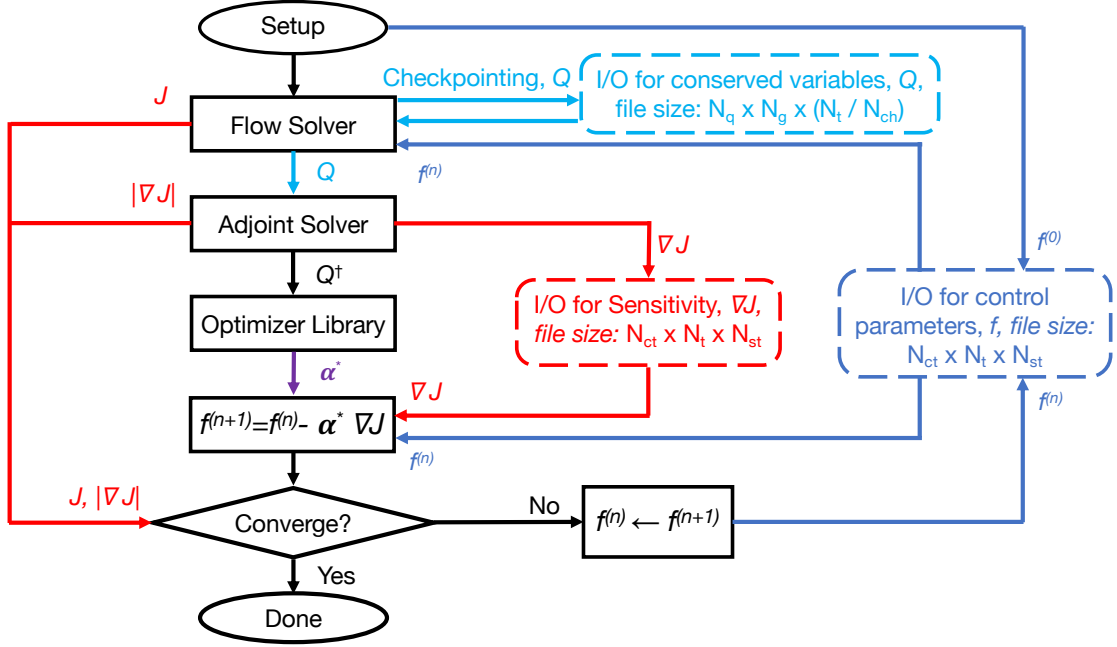 Setup
Checkpointing, Q
I/O for conserved variables, Q,
file size: N_q x N_g x (N_t / N_ch)
J
Flow Solver
f^(n)
Q
|∇J|
Adjoint Solver
∇J
f^(0)
Q†
I/O for Sensitivity, ∇J,
file size: N_ct x N_t x N_st
I/O for control
parameters, f, file size:
N_ct x N_t x N_st
Optimizer Library
α*
∇J
f^(n)
f^(n+1)=f^(n)- α* ∇J
f^(n)
J, |∇J|
Converge?
No
f^(n) ← f^(n+1)
Yes
Done